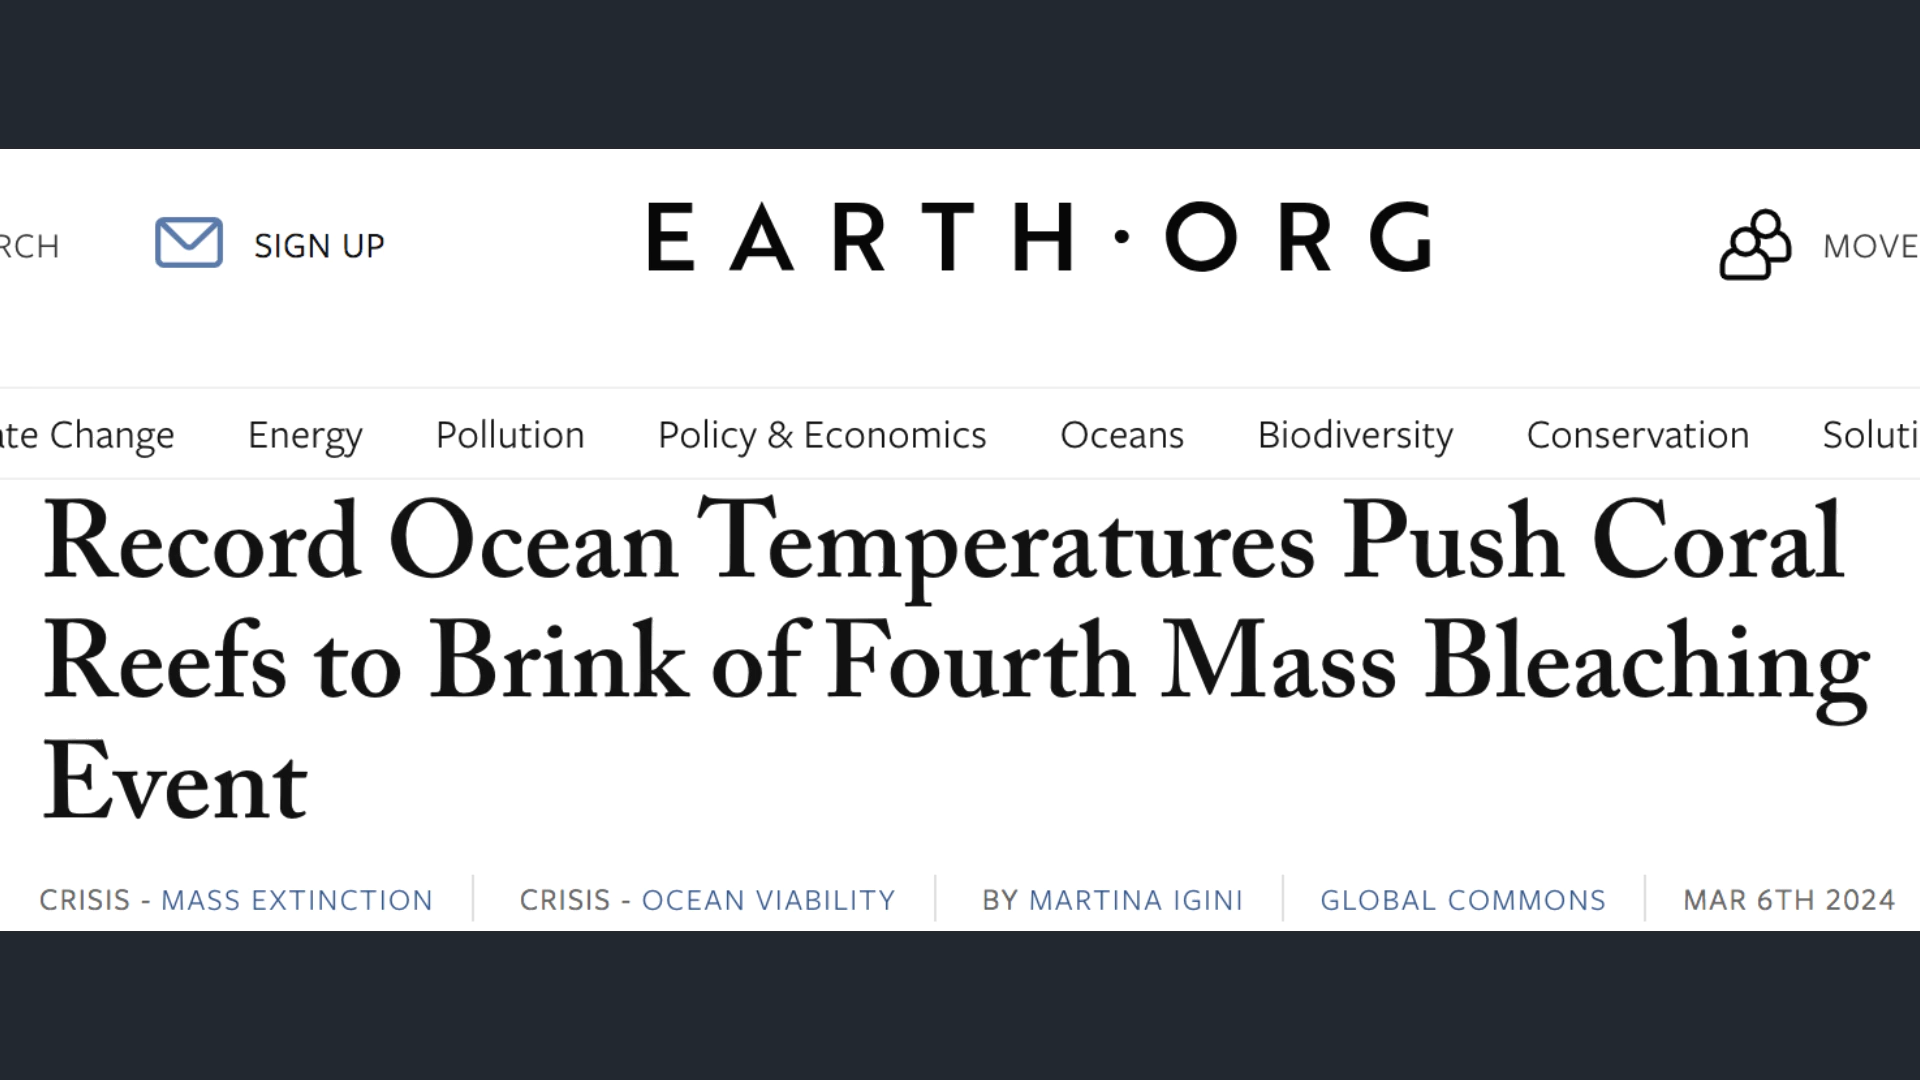 RCH
SIGN UP
EARTH·ORG
MOVE
ate Change Energy Pollution Policy & Economics Oceans Biodiversity Conservation Soluti
Record Ocean Temperatures Push Coral
Reefs to Brink of Fourth Mass Bleaching
Event
CRISIS - MASS EXTINCTION CRISIS - OCEAN VIABILITY BY MARTINA IGINI GLOBAL COMMONS MAR 6TH 2024